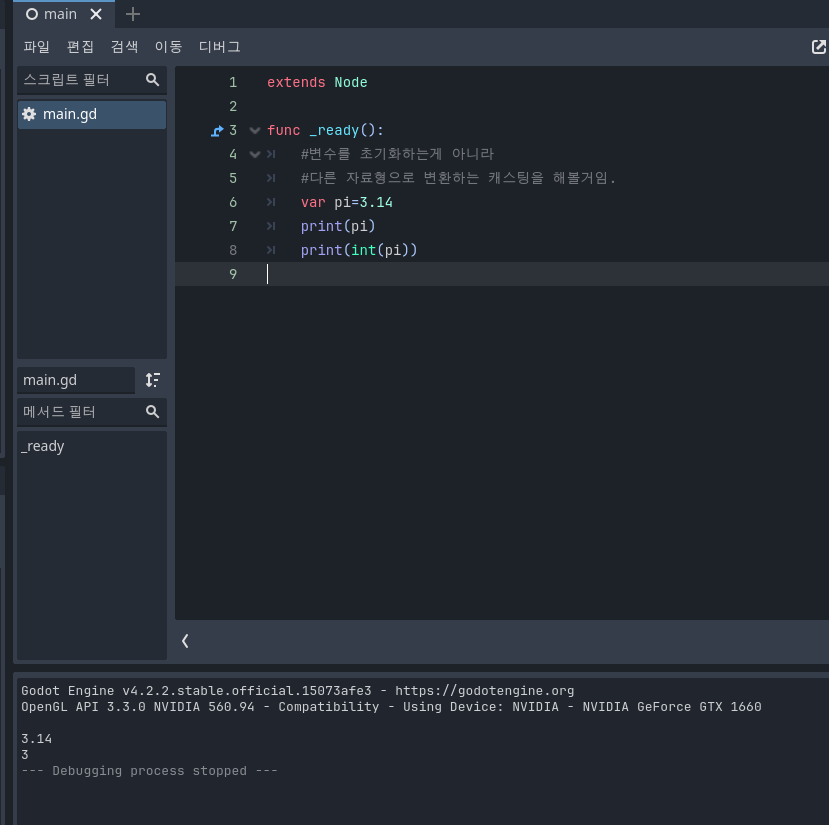 main
파일 편집 검색 이동 디버그
스크립트 필터
main.gd
main.gd
메서드 필터
_ready
1 extends Node
2
3 func _ready():
4 #변수를 초기화하는게 아니라
5 #다른 자료형으로 변환하는 캐스팅을 해볼거임.
6 var pi=3.14
7 print(pi)
8 print(int(pi))
9
Godot Engine v4.2.2.stable.official.15073afe3 - https://godotengine.org
OpenGL API 3.3.0 NVIDIA 560.94 - Compatibility - Using Device: NVIDIA - NVIDIA GeForce GTX 1660
3.14
3
--- Debugging process stopped ---